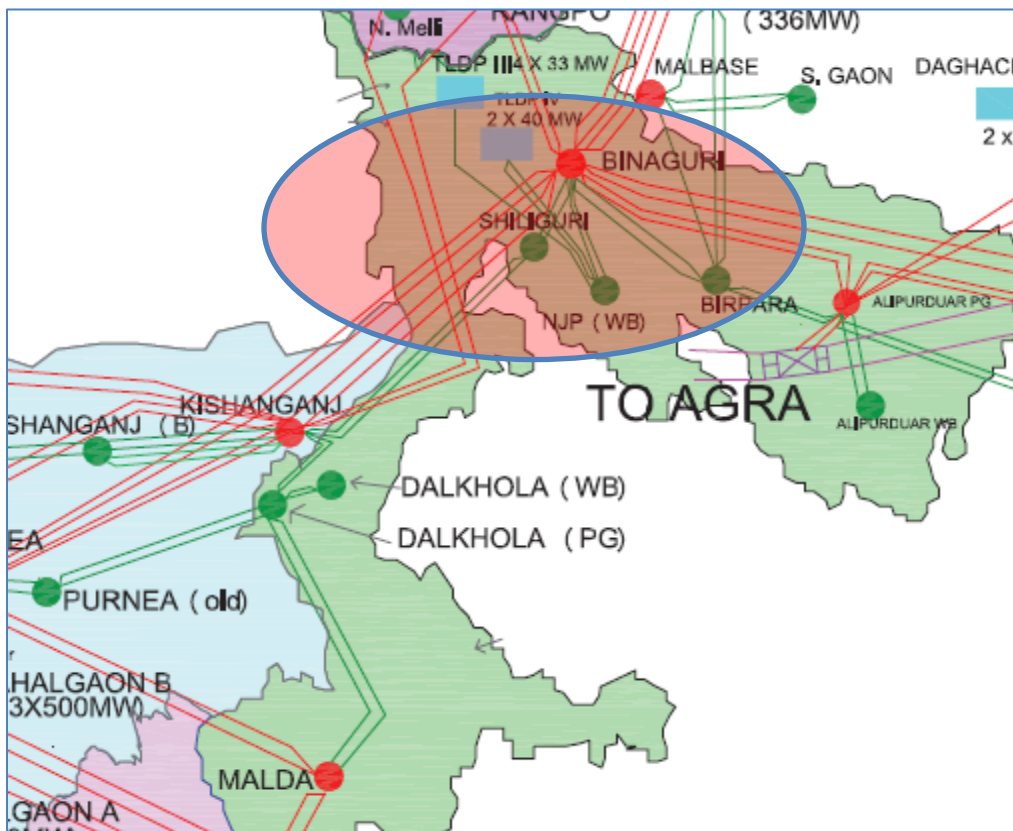 RANGPO
(336MW)
N. Melli
TLDP III 4 X 33 MW
MALBASE
S. GAON
DAGHACH
TLDP IV
2 X 40 MW
2 x
BINAGURI
SHILIGURI
BIRPARA
ALIPURDUAR PG
NJP (WB)
TO AGRA
KISHANGANJ
SHANGANJ (B)
ALIPURDUAR WB
DALKHOLA (WB)
DALKHOLA (PG)
EA
PURNEA (old)
r
HALGAON B
3X500MW)
MALDA
GAON A